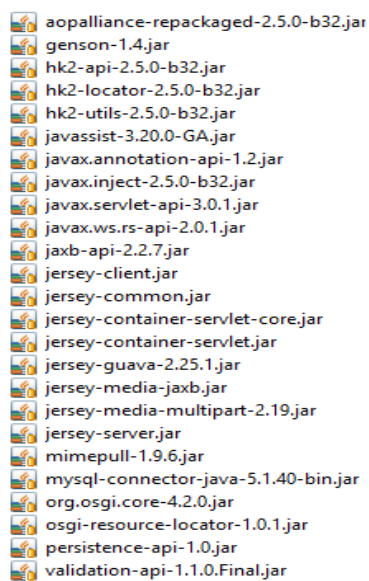 aopalliance-repackaged-2.5.0-b32.jar
genson-1.4.jar
hk2-api-2.5.0-b32.jar
hk2-locator-2.5.0-b32.jar
hk2-utils-2.5.0-b32.jar
javassist-3.20.0-GA.jar
javax.annotation-api-1.2.jar
javax.inject-2.5.0-b32.jar
javax.servlet-api-3.0.1.jar
javax.ws.rs-api-2.0.1.jar
jaxb-api-2.2.7.jar
jersey-client.jar
jersey-common.jar
jersey-container-servlet-core.jar
jersey-container-servlet.jar
jersey-guava-2.25.1.jar
jersey-media-jaxb.jar
jersey-media-multipart-2.19.jar
jersey-server.jar
mimepull-1.9.6.jar
mysql-connector-java-5.1.40-bin.jar
org.osgi.core-4.2.0.jar
osgi-resource-locator-1.0.1.jar
persistence-api-1.0.jar
validation-api-1.1.0.Final.jar